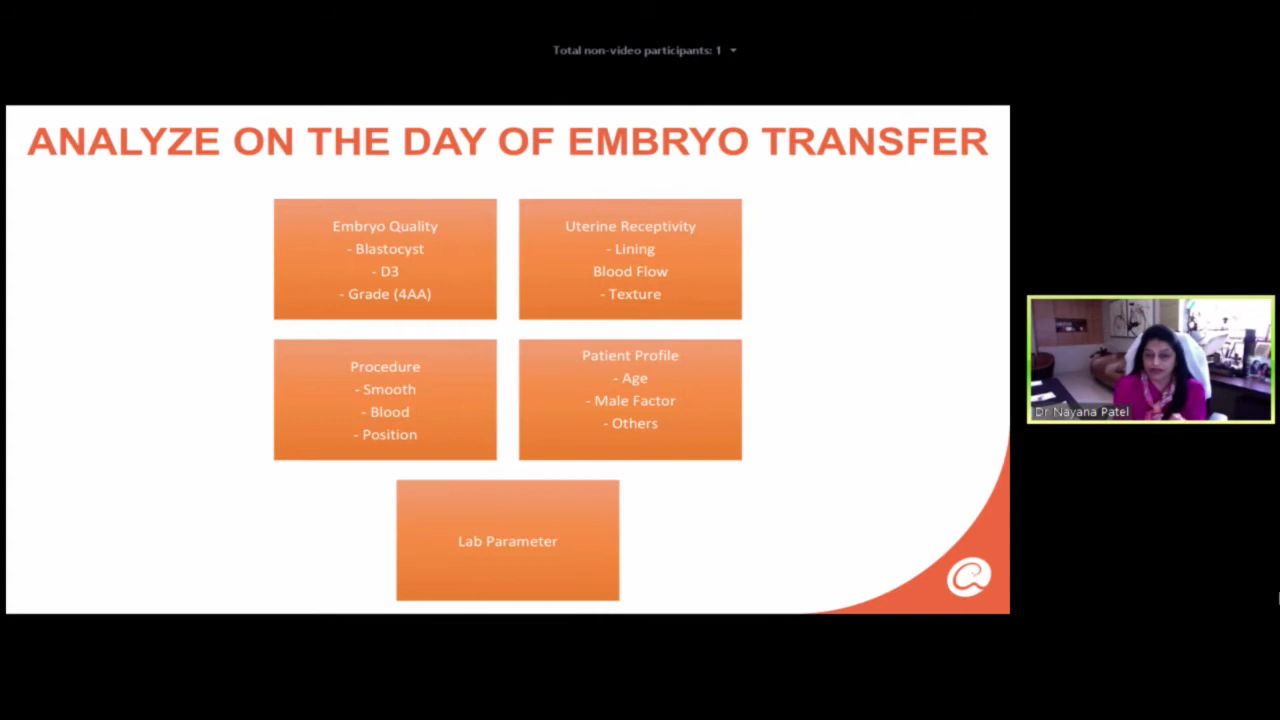 Total non-video participants: 1
ANALYZE ON THE DAY OF EMBRYO TRANSFER
Embryo Quality
- Blastocyst
- D3
- Grade (4AA)
Uterine Receptivity
- Lining
Blood Flow
- Texture
Procedure
- Smooth
- Blood
- Position
Patient Profile
- Age
- Male Factor
- Others
Lab Parameter
Dr Nayana Patel